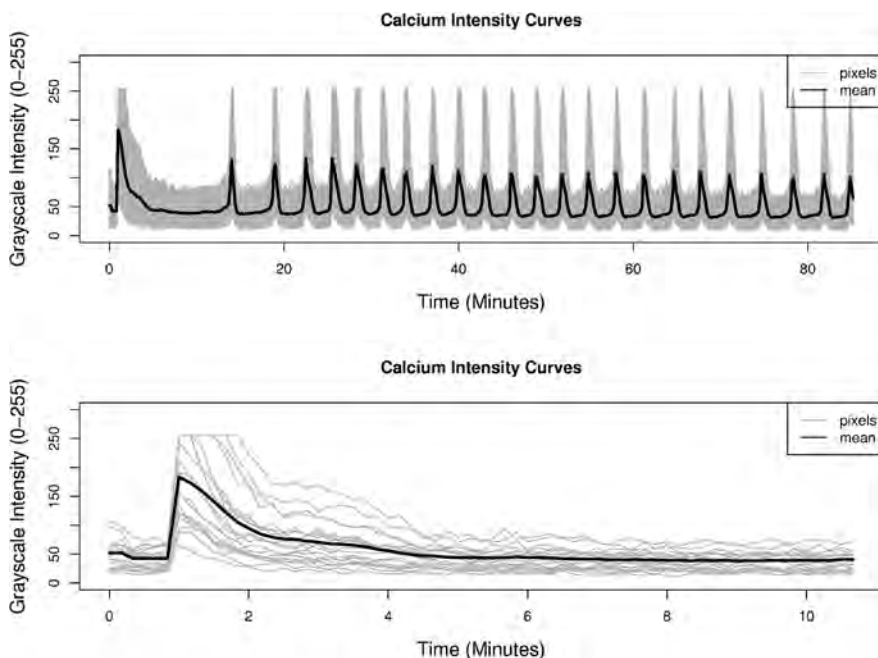 Calcium Intensity Curves
Grayscale Intensity (0−255)
250
150
50
0
pixels
mean
0
20
40
60
80
Time (Minutes)
Calcium Intensity Curves
Grayscale Intensity (0−255)
250
150
50
0
pixels
mean
0
2
4
6
8
10
Time (Minutes)